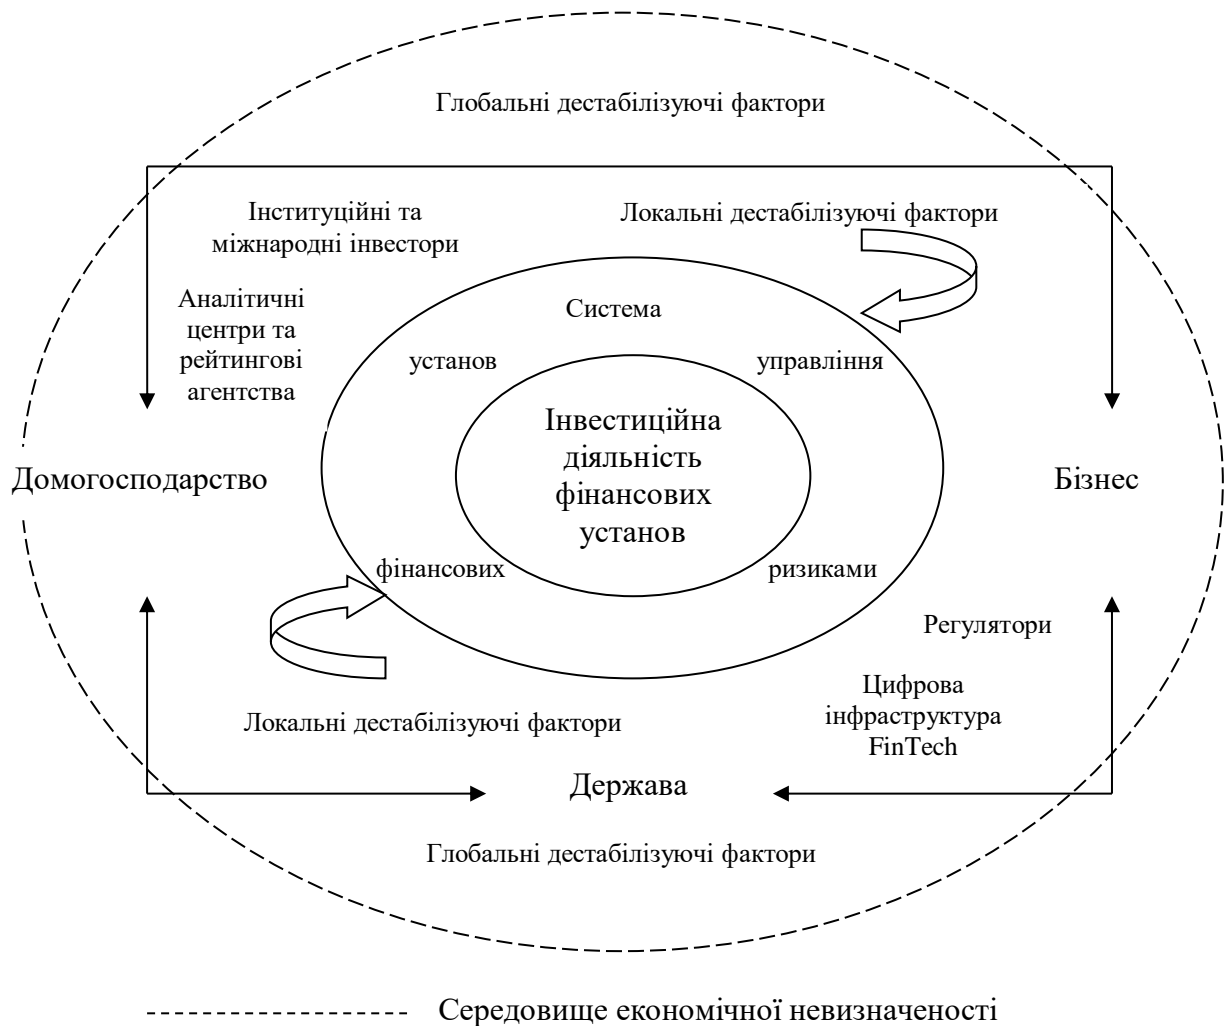 Глобальні дестабілізуючі фактори
Інституційні та
міжнародні інвестори
Локальні дестабілізуючі фактори
Аналітичні
центри та
рейтингові
агентства
Система
установ
управління
Інвестиційна
діяльність
фінансових
установ
Домогосподарство
Бізнес
фінансових
ризиками
Регулятори
Цифрова
інфраструктура
FinTech
Локальні дестабілізуючі фактори
Держава
Глобальні дестабілізуючі фактори
Середовище економічної невизначеності